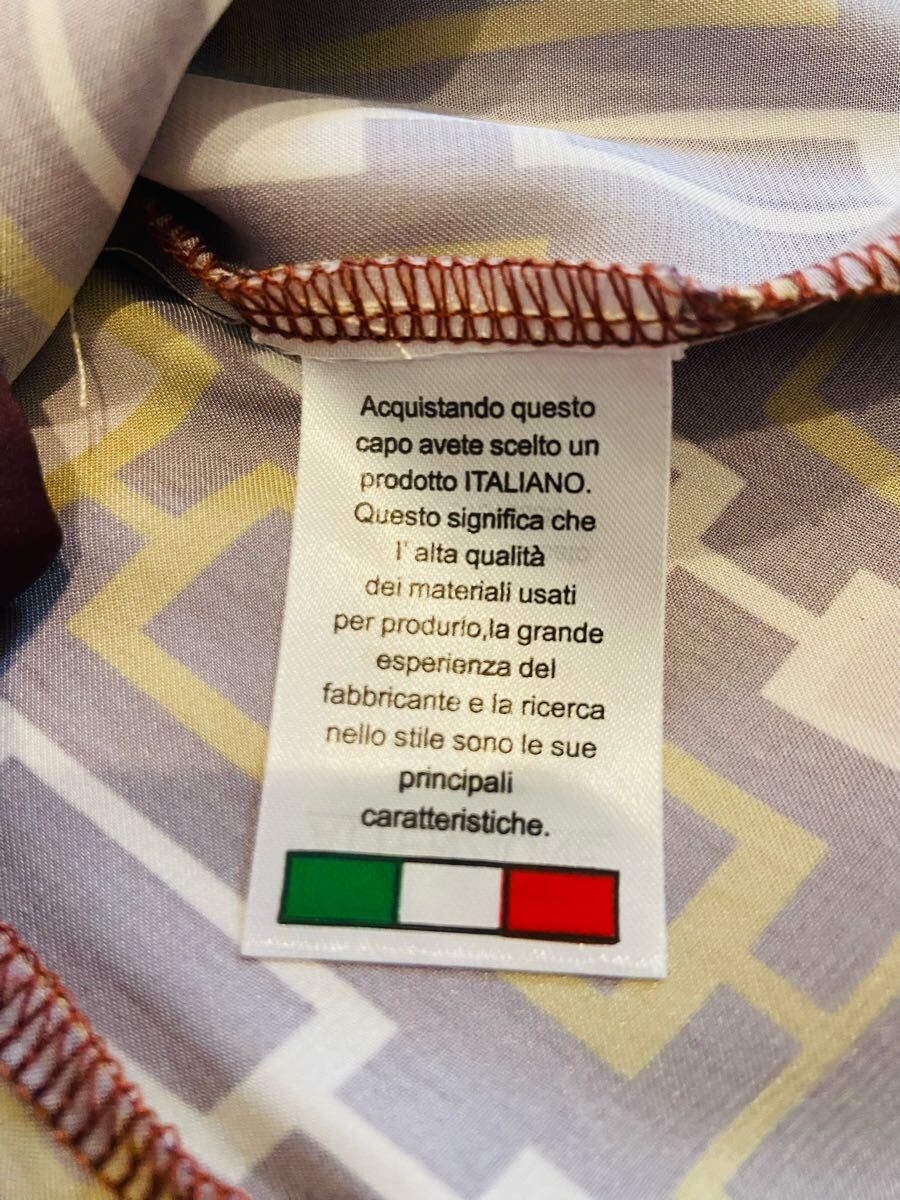 Acquistando questo
capo avete scelto un
prodotto ITALIANO.
Questo significa che
l' alta qualità
dei materiali usati
per produrlo,la grande
esperienza del
fabbricante e la ricerca
nello stile sono le sue
principali
caratteristiche.